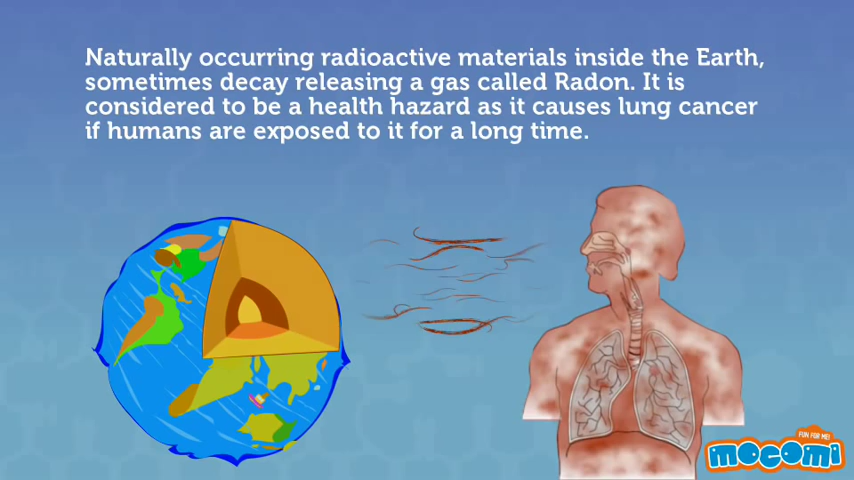 Naturally occurring radioactive materials inside the Earth,
sometimes decay releasing a gas called Radon. It is
considered to be a health hazard as it causes lung cancer
if humans are exposed to it for a long time.
FUN FOR ME!
mocomi